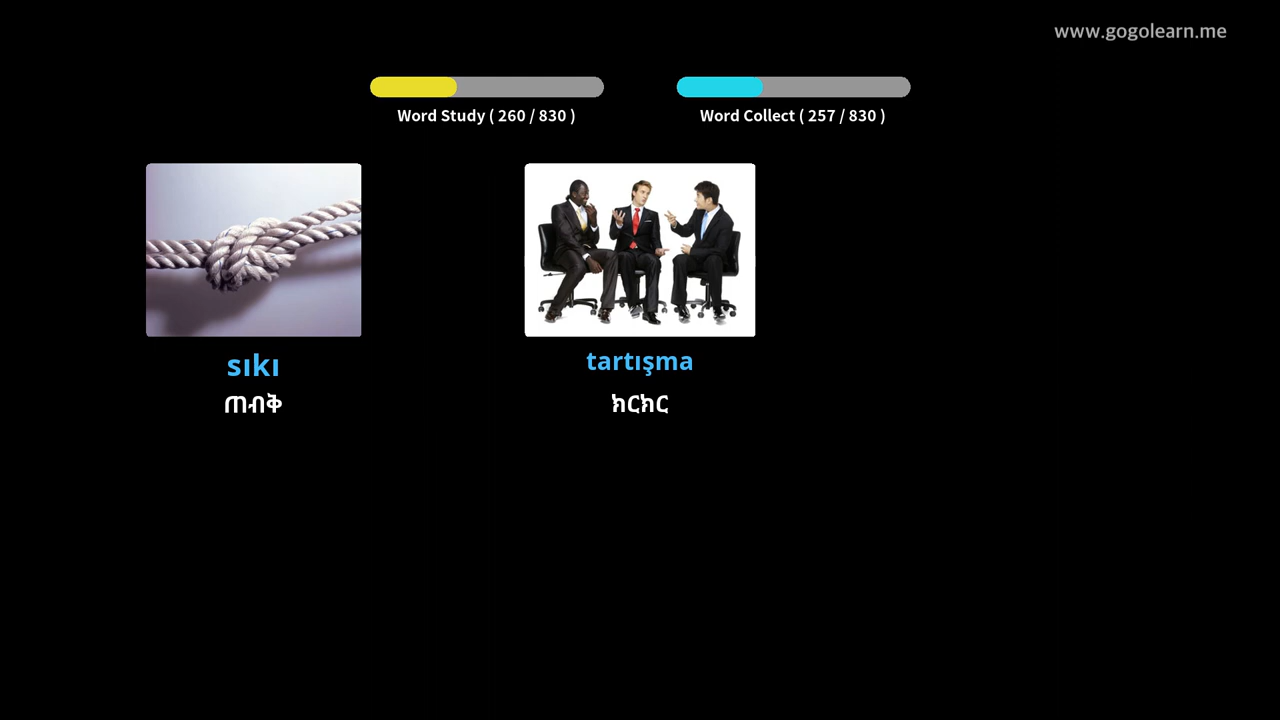 www.gogolearn.me
Word Study ( 260 / 830 )
Word Collect ( 257 / 830 )
sıkı
ጠብቅ
tartışma
ክርክር